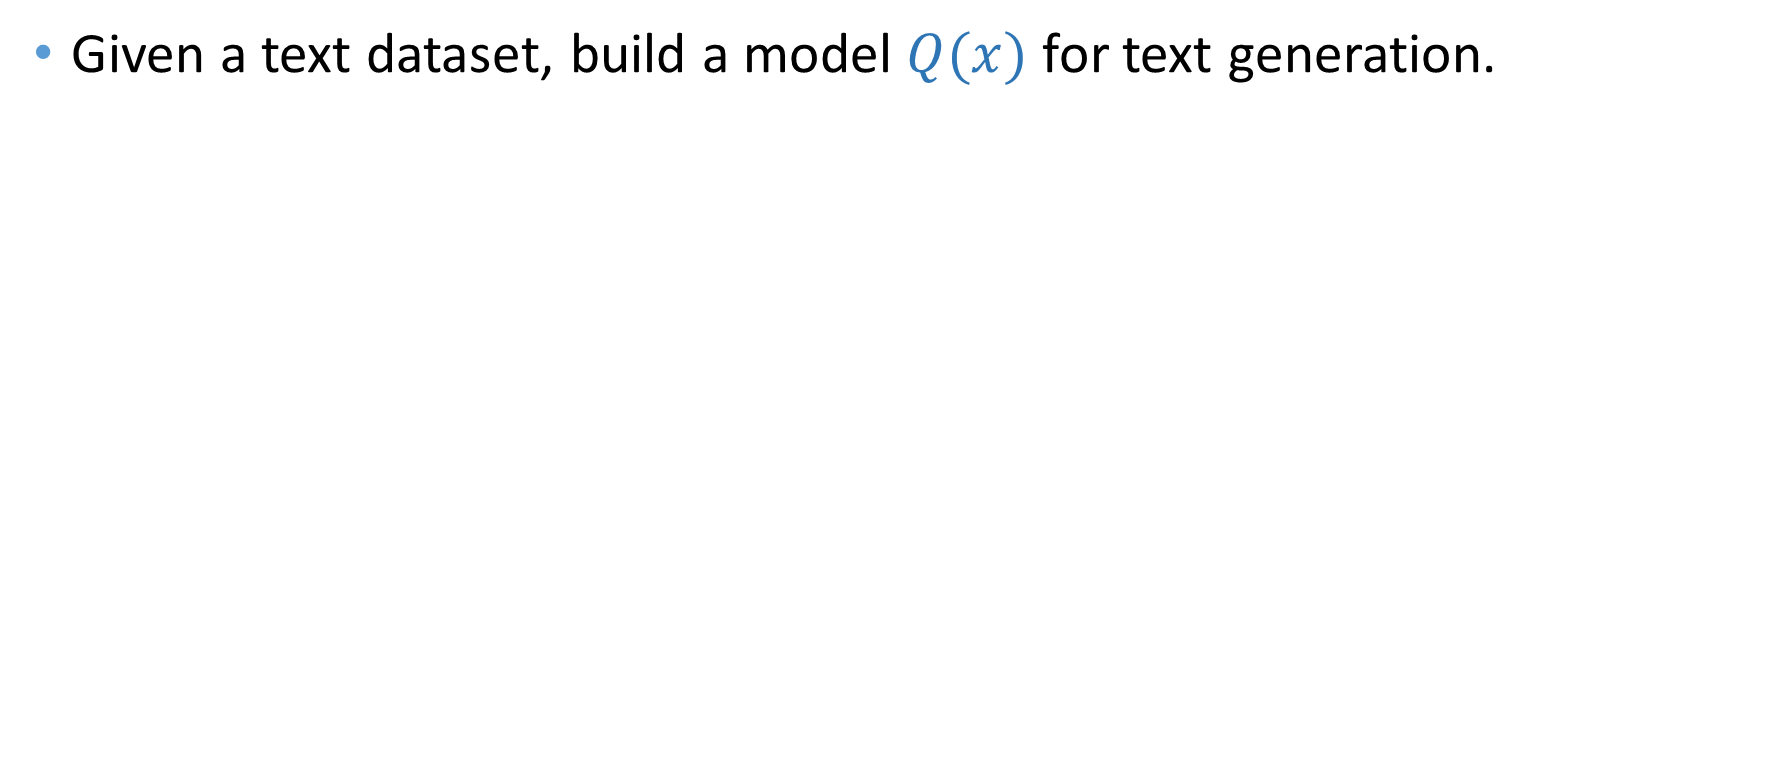 • Given a text dataset, build a model Q(x) for text generation.